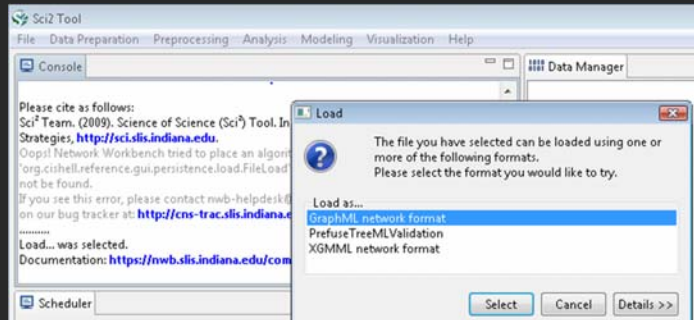 Sci2 Tool
File Data Preparation Preprocessing Analysis Modeling Visualization Help
Console
Data Manager
Please cite as follows:
Sci² Team. (2009). Science of Science (Sci²) Tool. In
Strategies, http://sci.slis.indiana.edu.
Oops! Network Workbench tried to place an algorit
'org.cishell.reference.gui.persistence.load.FileLoad'
not be found.
If you see this error, please contact nwb-helpdesk@
on our bug tracker at: http://cns-trac.slis.indiana.e
..........
Load... was selected.
Documentation: https://nwb.slis.indiana.edu/com
Scheduler
Load
The file you have selected can be loaded using one or
more of the following formats.
Please select the format you would like to try.
Load as...
GraphML network format
PrefuseTreeMLValidation
XGMML network format
Select
Cancel
Details >>